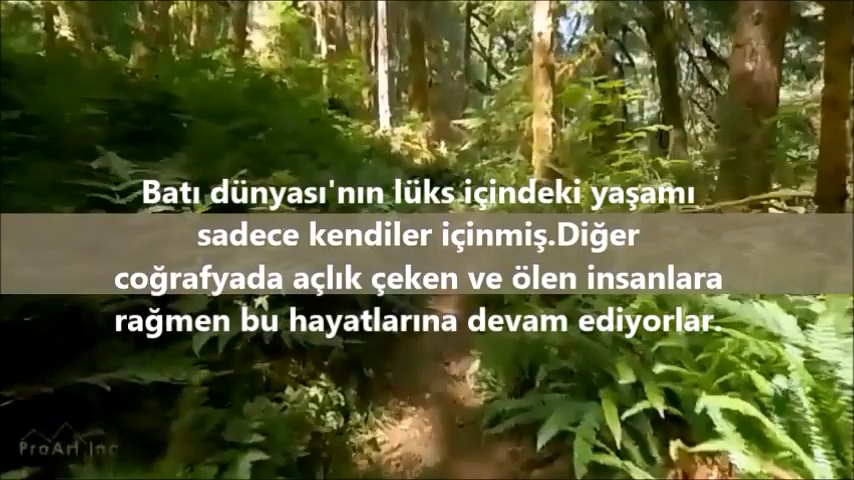 Batı dünyası'nın lüks içindeki yaşamı
sadece kendiler içinmiş.Diğer
coğrafyada açlık çeken ve ölen insanlara
rağmen bu hayatlarına devam ediyorlar.
ProArt Inc